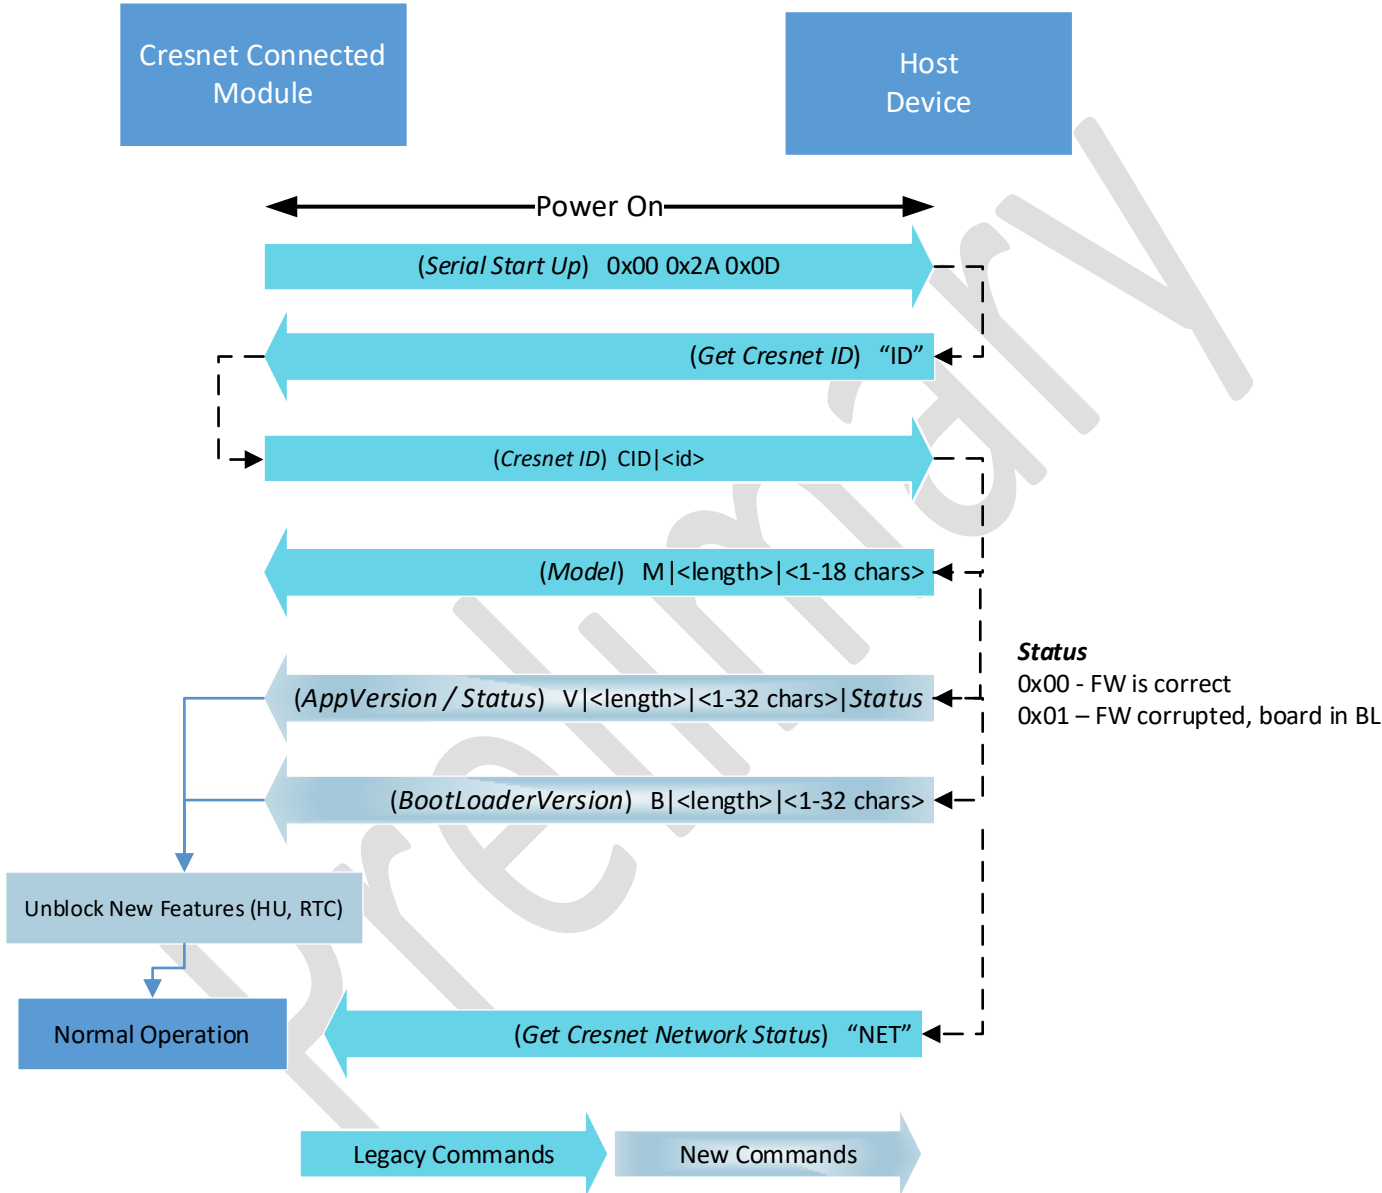 Cresnet Connected
Module
Host
Device
Power On
(Serial Start Up) 0x00 0x2A 0x0D
(Get Cresnet ID) “ID”
(Cresnet ID) CID|<id>
(Model) M|<length>|<1-18 chars>
Status
0x00 - FW is correct
0x01 – FW corrupted, board in BL
(AppVersion / Status) V|<length>|<1-32 chars>|Status
(BootLoaderVersion) B|<length>|<1-32 chars>
Unblock New Features (HU, RTC)
Normal Operation
(Get Cresnet Network Status) “NET”
Legacy Commands
New Commands
Preliminary